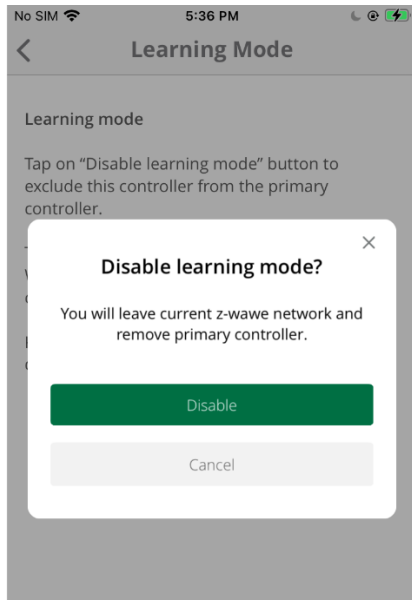 No SIM 5:36 PM
Learning Mode
Learning mode
Tap on “Disable learning mode” button to
exclude this controller from the primary
controller.
Disable learning mode?
You will leave current z-wawe network and
remove primary controller.
Disable
Cancel